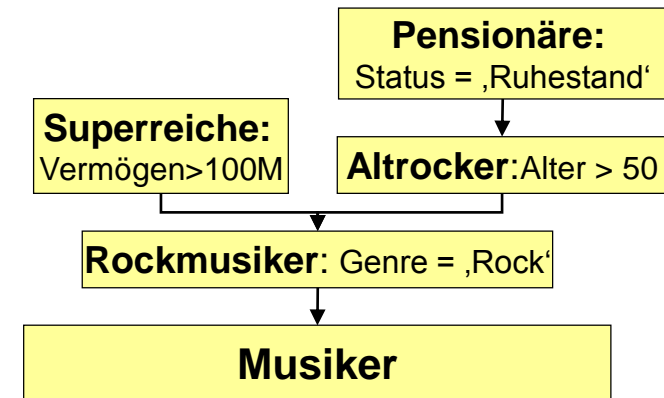 Pensionäre:
Status = ‚Ruhestand‘
Superreiche:
Vermögen>100M
Altrocker:Alter > 50
Rockmusiker: Genre = ‚Rock‘
Musiker